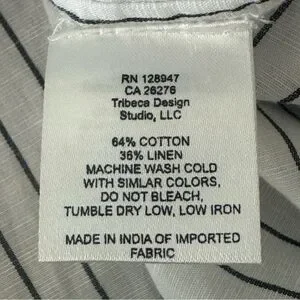 RN 128947
CA 26276
Tribeca Design
Studio, LLC
64% COTTON
36% LINEN
MACHINE WASH COLD
WITH SIMILAR COLORS,
DO NOT BLEACH,
TUMBLE DRY LOW, LOW IRON
MADE IN INDIA OF IMPORTED
FABRIC